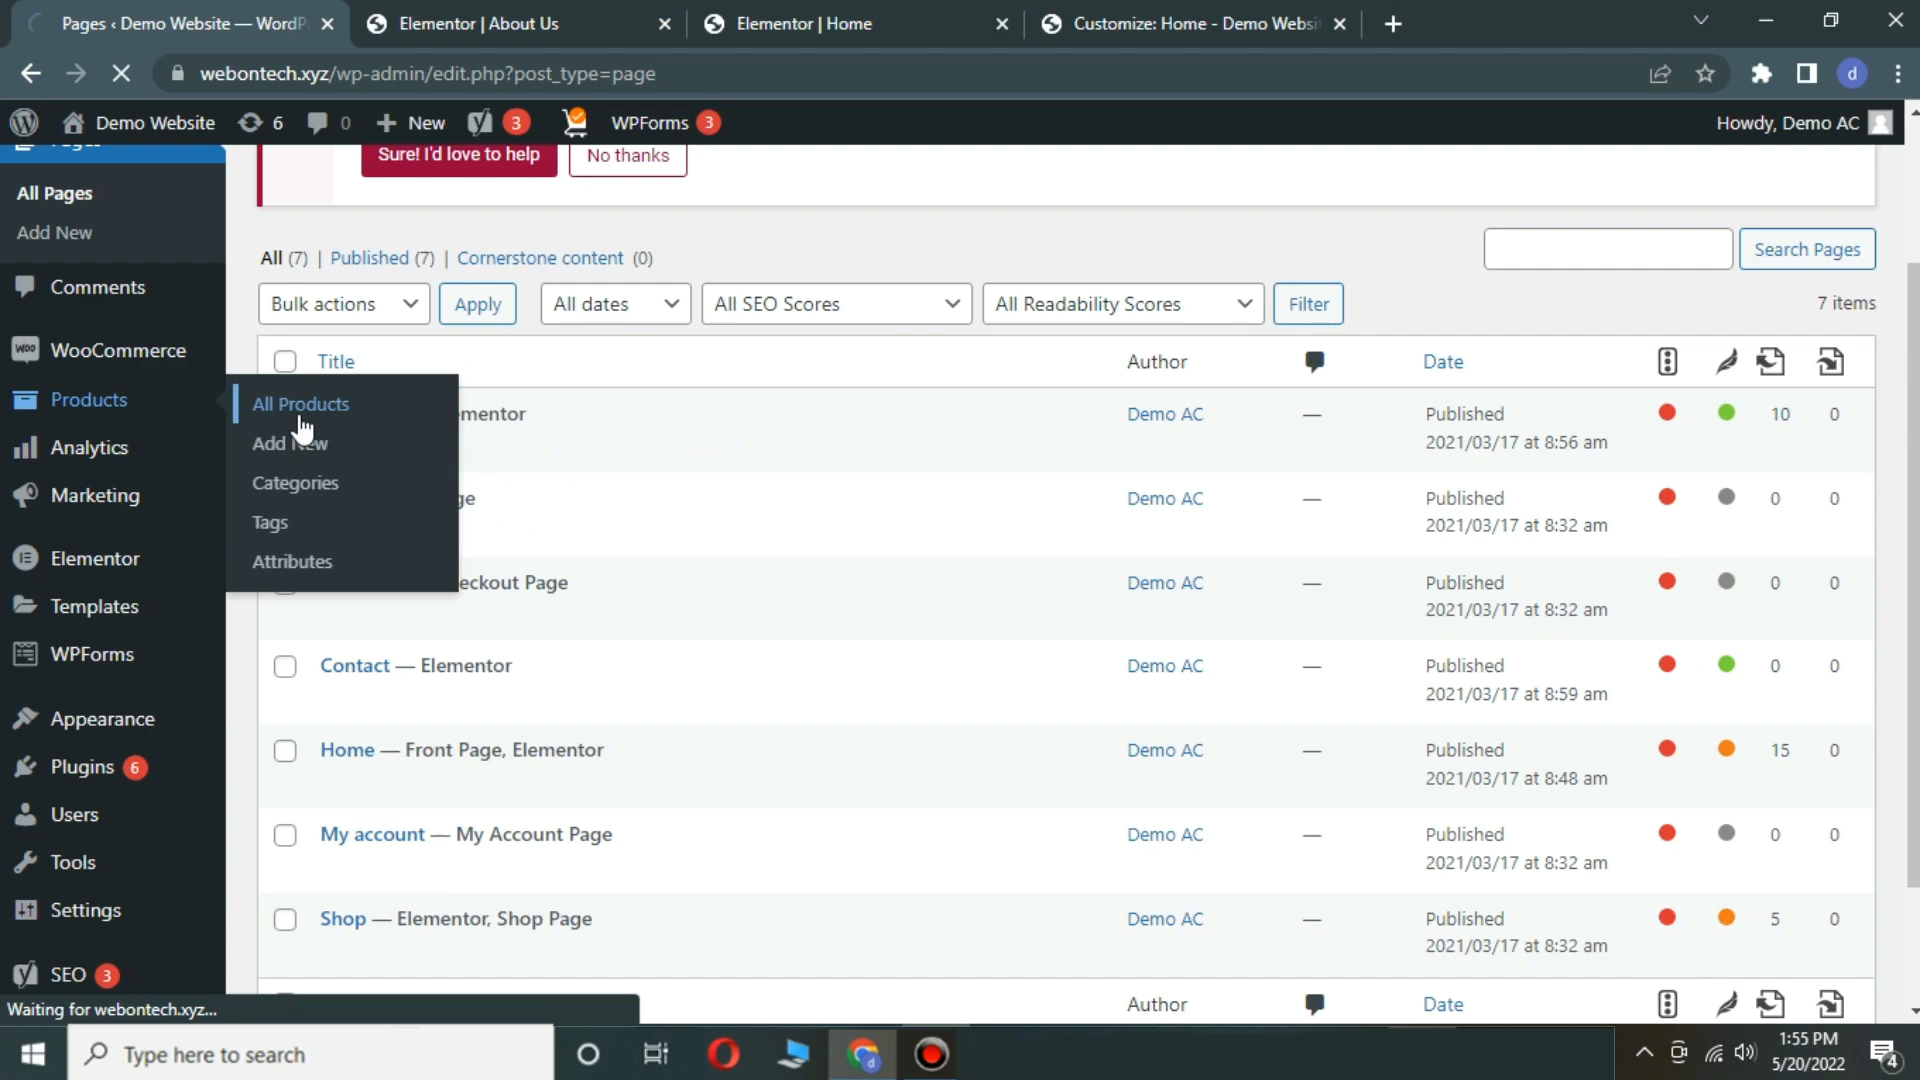 Pages ‹ Demo Website — WordP
Elementor | About Us
Elementor | Home
Customize: Home - Demo Websi
webontech.xyz/wp-admin/edit.php?post_type=page
d
Demo Website
6
0
New
3
WPForms 3
Howdy, Demo AC
Sure! I'd love to help
No thanks
All Pages
Add New
Comments
WooCommerce
Products
Analytics
Marketing
Elementor
Templates
WPForms
Appearance
Plugins 6
Users
Tools
Settings
SEO 3
All Products
Add New
Categories
Tags
Attributes
All (7) | Published (7) | Cornerstone content (0)
Search Pages
Bulk actions
Apply
All dates
All SEO Scores
All Readability Scores
Filter
7 items
Title
Author
Date
ementor
Demo AC
—
Published
2021/03/17 at 8:56 am
10
0
ge
Demo AC
—
Published
2021/03/17 at 8:32 am
0
0
eckout Page
Demo AC
—
Published
2021/03/17 at 8:32 am
0
0
Contact — Elementor
Demo AC
—
Published
2021/03/17 at 8:59 am
0
0
Home — Front Page, Elementor
Demo AC
—
Published
2021/03/17 at 8:48 am
15
0
My account — My Account Page
Demo AC
—
Published
2021/03/17 at 8:32 am
0
0
Shop — Elementor, Shop Page
Demo AC
—
Published
2021/03/17 at 8:32 am
5
0
Author
Date
Waiting for webontech.xyz...
Type here to search
1:55 PM
5/20/2022
4